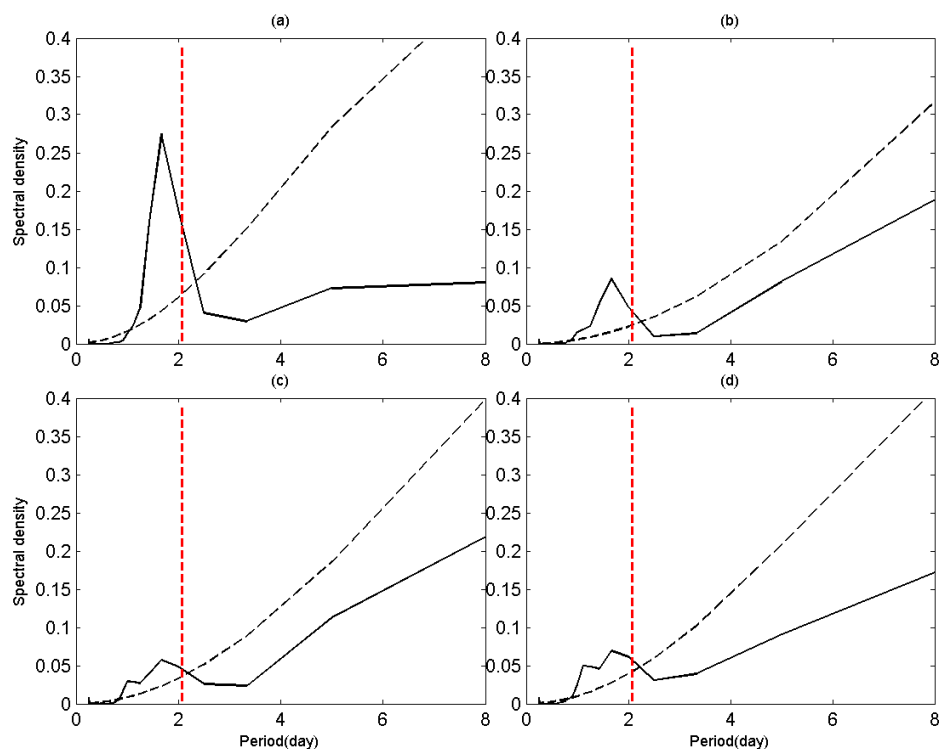 (a) (b)
0.4 0.4
0.35 0.35
0.3 0.3
0.25 0.25
Spectral density
0.2 0.2
0.15 0.15
0.1 0.1
0.05 0.05
0 0
0 2 4 6 8 0 2 4 6 8
(c) (d)
0.4 0.4
0.35 0.35
0.3 0.3
0.25 0.25
Spectral density
0.2 0.2
0.15 0.15
0.1 0.1
0.05 0.05
0 0
0 2 4 6 8 0 2 4 6 8
Period(day) Period(day)